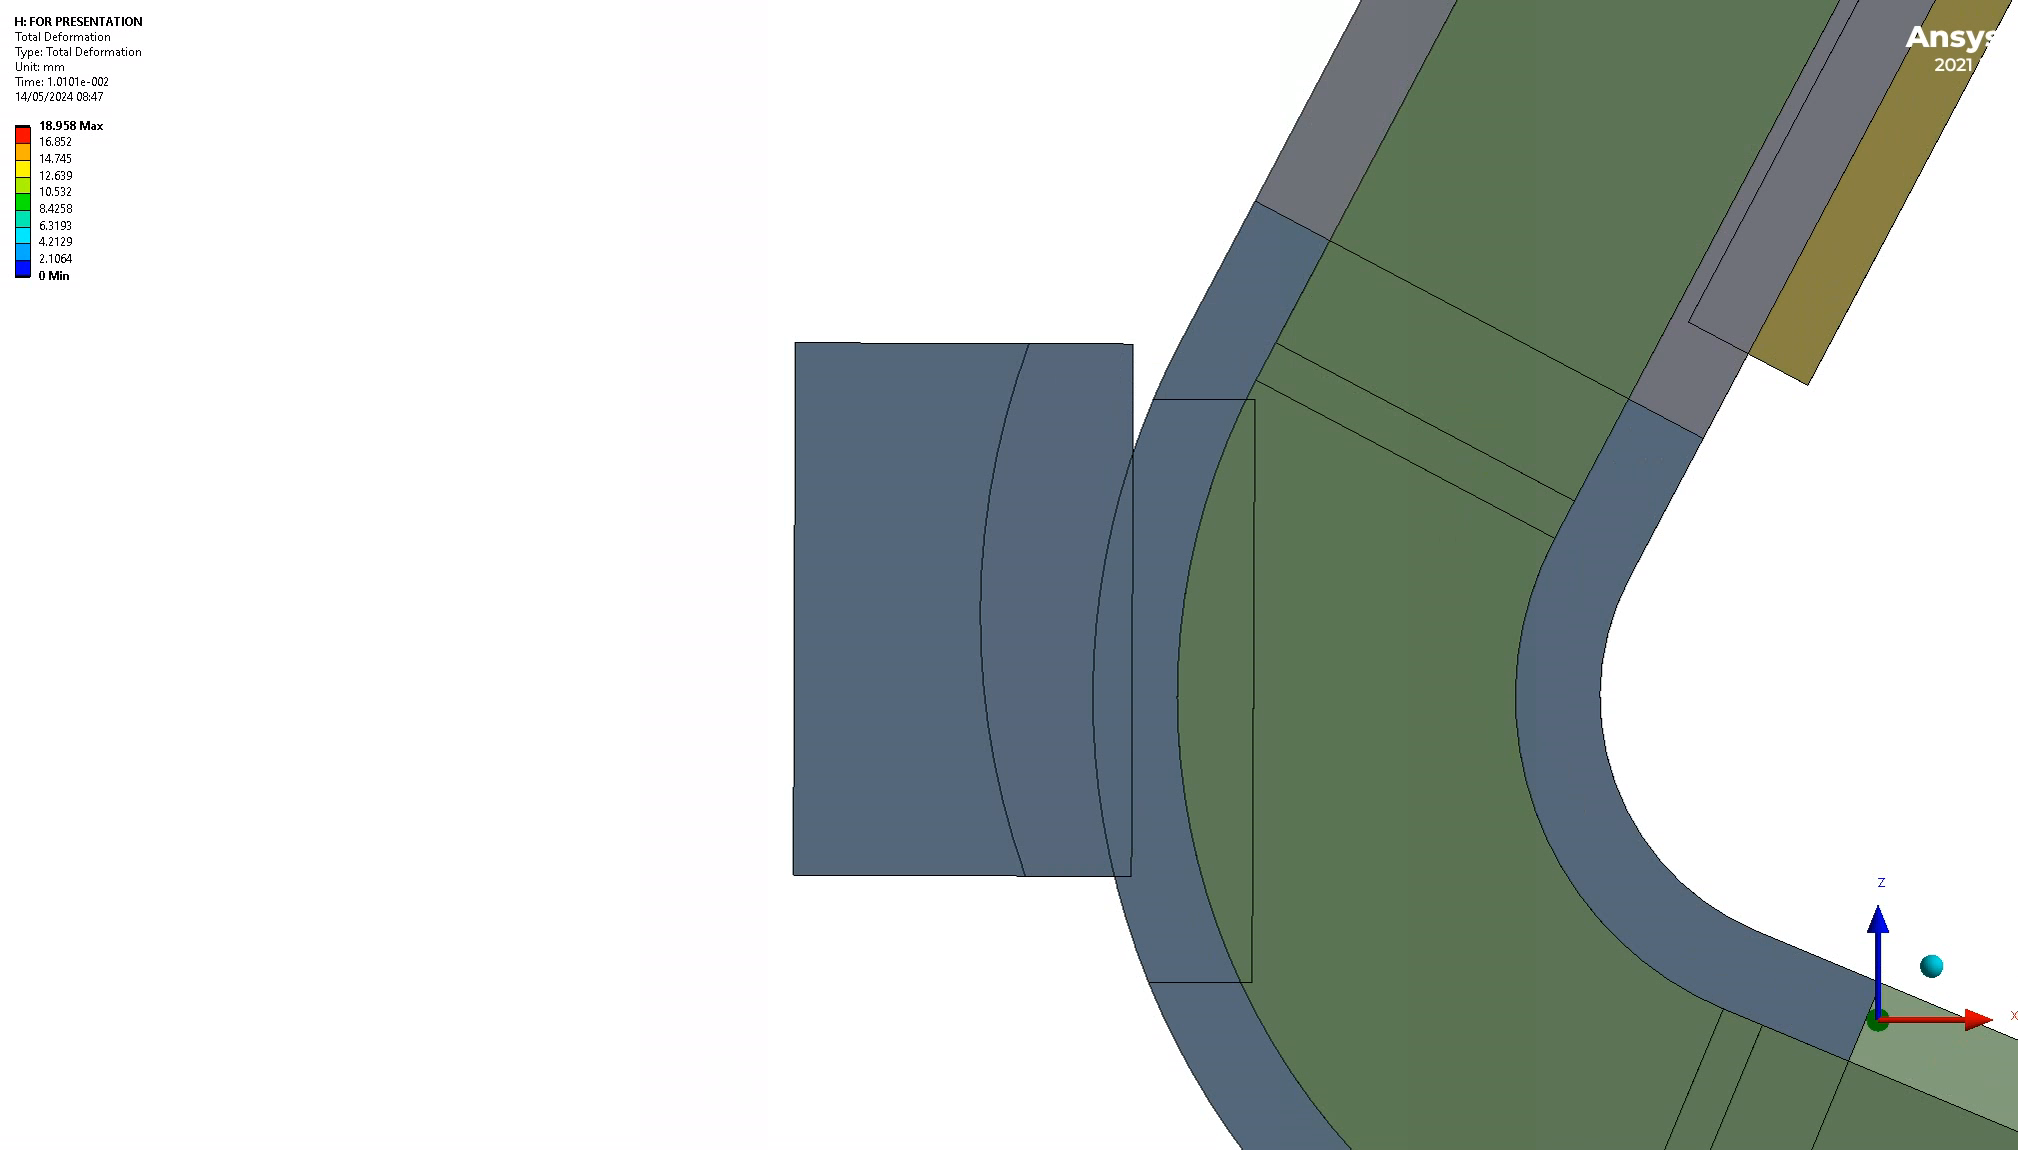 H: FOR PRESENTATION
Total Deformation
Type: Total Deformation
Unit: mm
Time: 1.0101e-002
14/05/2024 08:47
18.958 Max
16.852
14.745
12.639
10.532
8.4258
6.3193
4.2129
2.1064
0 Min
Ansys
2021
Z
X